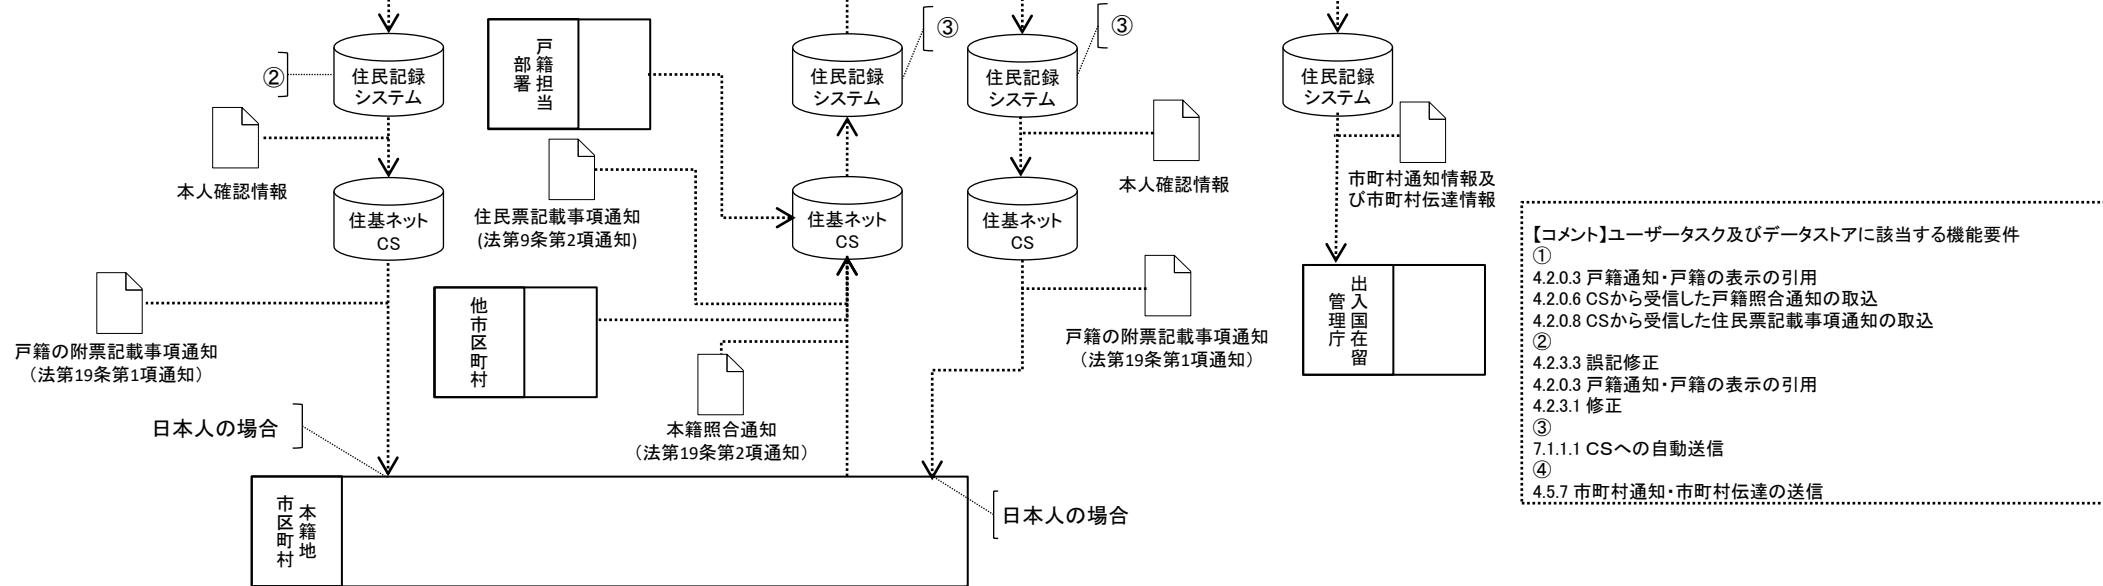 ②
住民記録
システム
本人確認情報
住基ネット
CS
戸籍の附票記載事項通知
（法第19条第1項通知）
日本人の場合
戸籍担当
部署
住民票記載事項通知
(法第9条第2項通知)
他市区町村
本籍照合通知
（法第19条第2項通知）
③
住民記録
システム
住基ネット
CS
③
住民記録
システム
本人確認情報
住基ネット
CS
戸籍の附票記載事項通知
（法第19条第1項通知）
日本人の場合
本籍地
市区町村
住民記録
システム
市町村通知情報及
び市町村伝達情報
出入国在留
管理庁
【コメント】ユーザータスク及びデータストアに該当する機能要件
①
4.2.0.3 戸籍通知・戸籍の表示の引用
4.2.0.6 CSから受信した戸籍照合通知の取込
4.2.0.8 CSから受信した住民票記載事項通知の取込
②
4.2.3.3 誤記修正
4.2.0.3 戸籍通知・戸籍の表示の引用
4.2.3.1 修正
③
7.1.1.1 CSへの自動送信
④
4.5.7 市町村通知・市町村伝達の送信